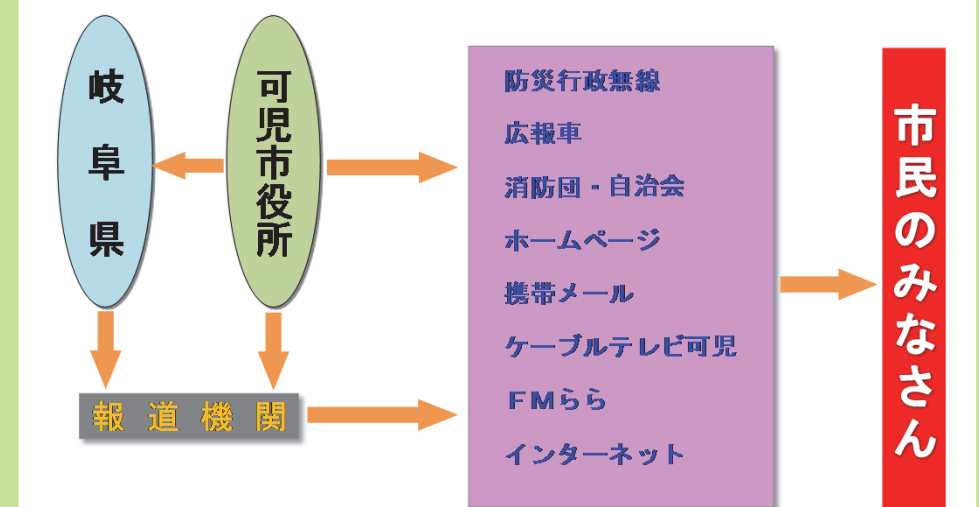 岐阜県
可児市役所
報道機関
防災行政無線
広報車
消防団・自治会
ホームページ
携帯メール
ケーブルテレビ可児
FMらら
インターネット
市民のみなさん